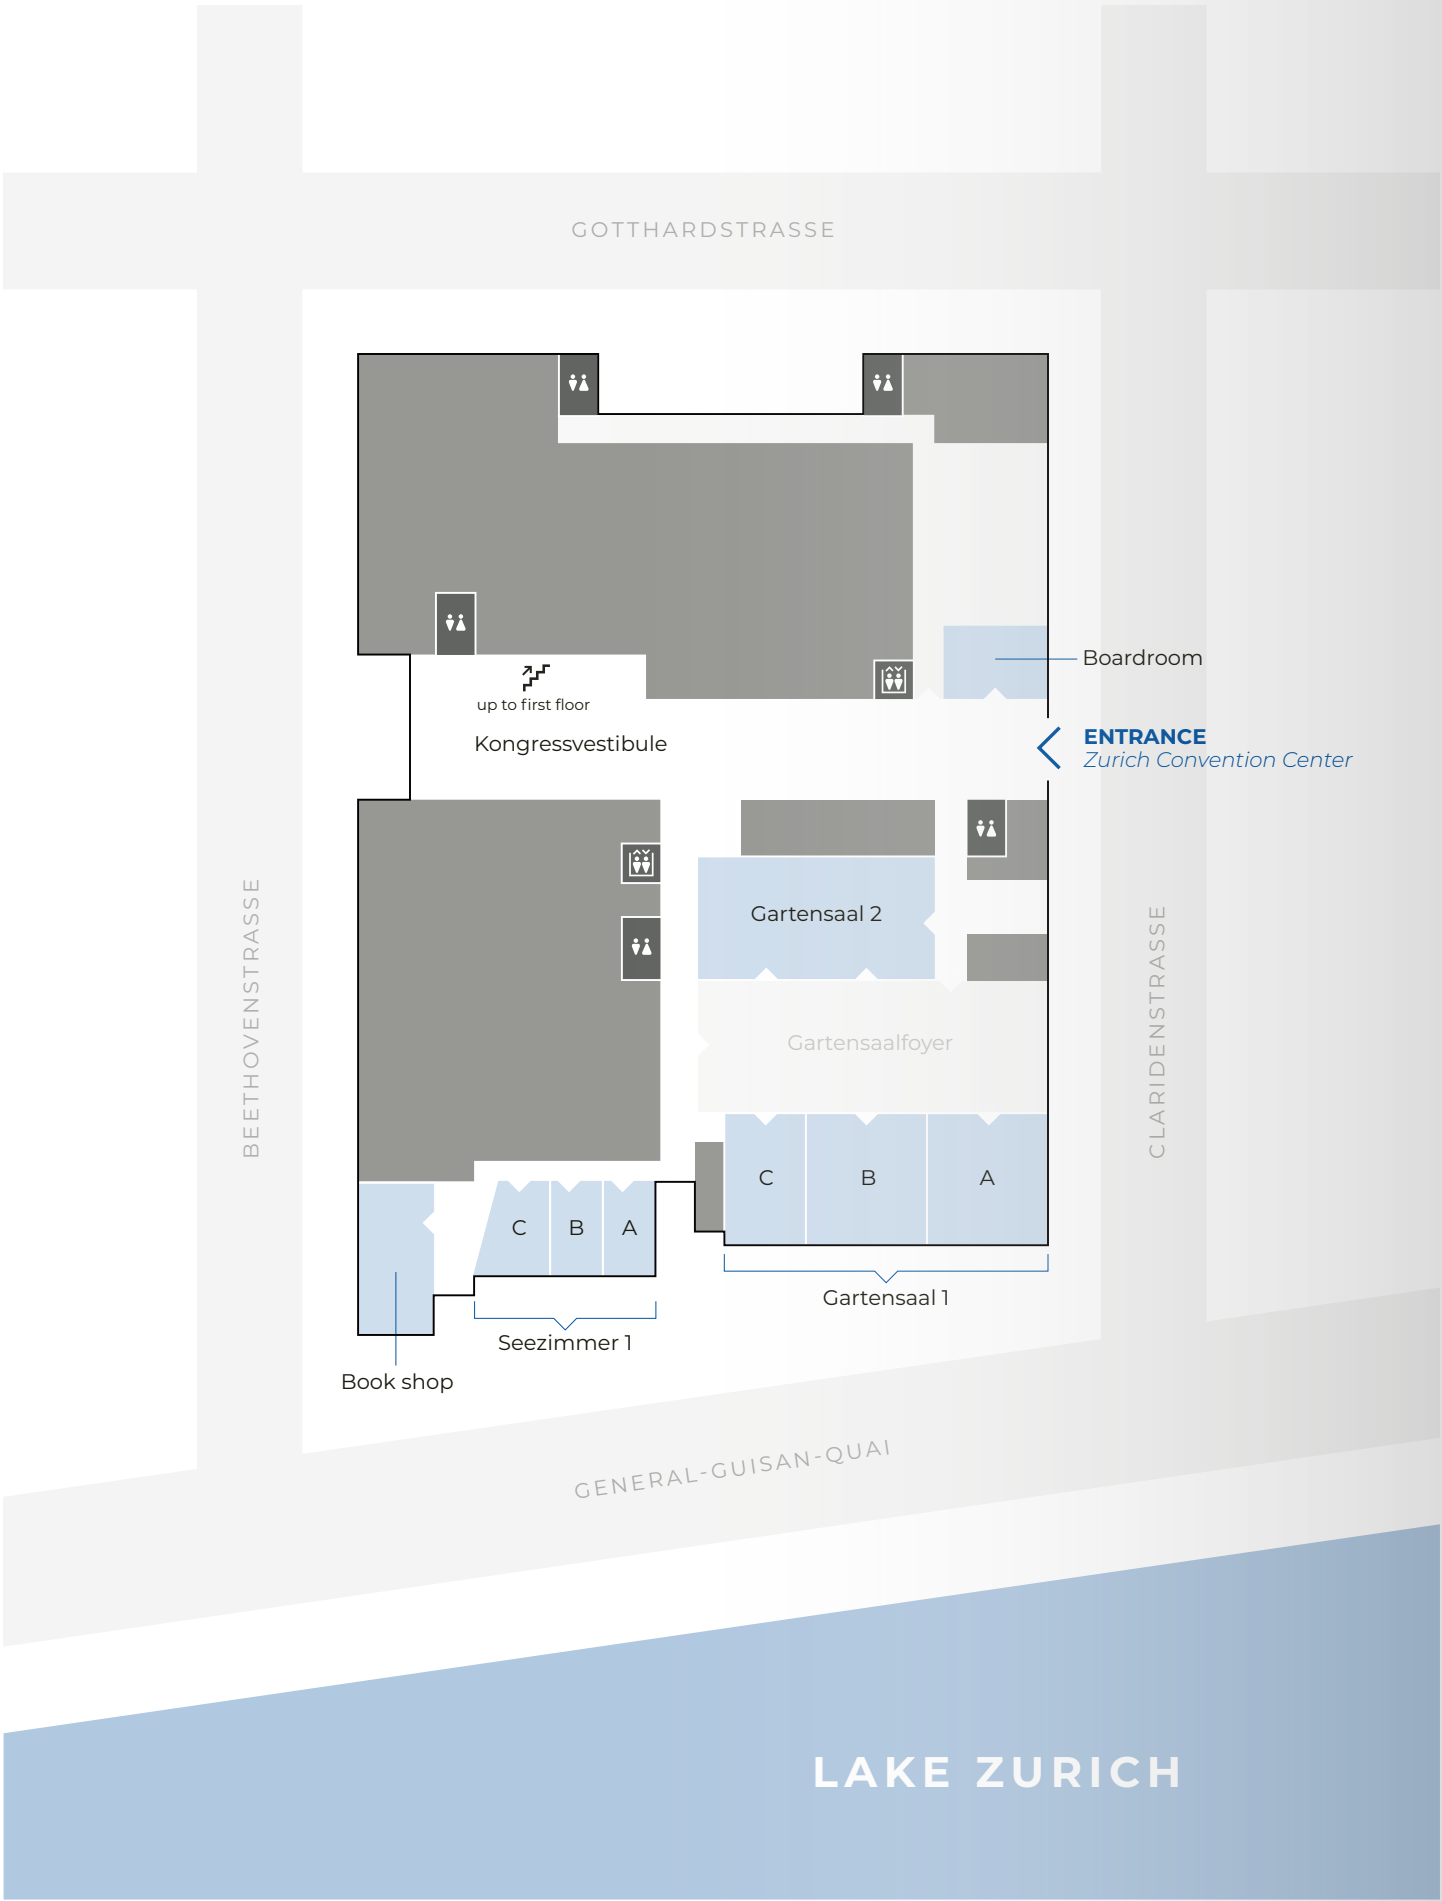 GOTTHARDSTRASSE
Boardroom
up to first floor
Kongressvestibule
ENTRANCE
Zurich Convention Center
Gartensaal 2
BEETHOVENSTRASSE
CLARIDENSTRASSE
Gartensaalfoyer
C B A
C B A
Gartensaal 1
Seezimmer 1
Book shop
GENERAL-GUISAN-QUAI
LAKE ZURICH